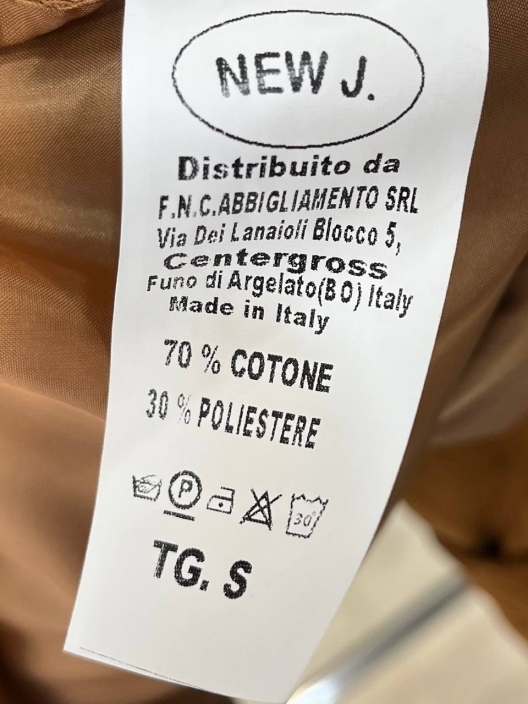 NEW J.
Distribuito da
F.N.C.ABBIGLIAMENTO SRL
Via Dei Lanaioli Blocco 5,
Centergross
Funo di Argelato(BO) Italy
Made in Italy
70 % COTONE
30 % POLIESTERE
P 30°
TG. S